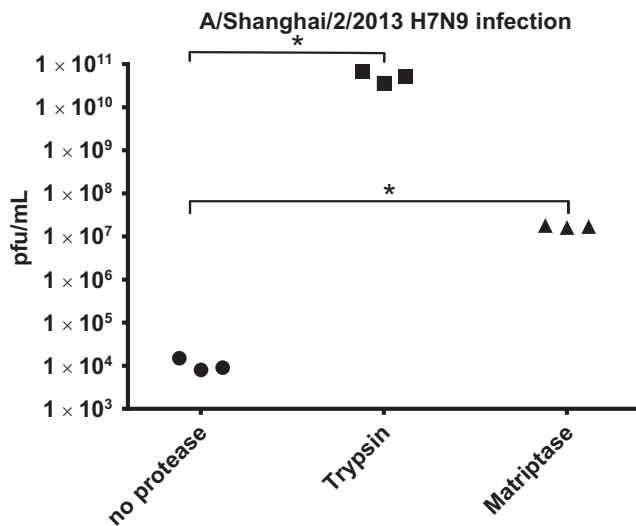 A/Shanghai/2/2013 H7N9 infection
*
1 × 10¹¹
1 × 10¹⁰
1 × 10⁹
1 × 10⁸
*
1 × 10⁷
1 × 10⁶
1 × 10⁵
1 × 10⁴
1 × 10³
pfu/mL
no protease
Trypsin
Matriptase